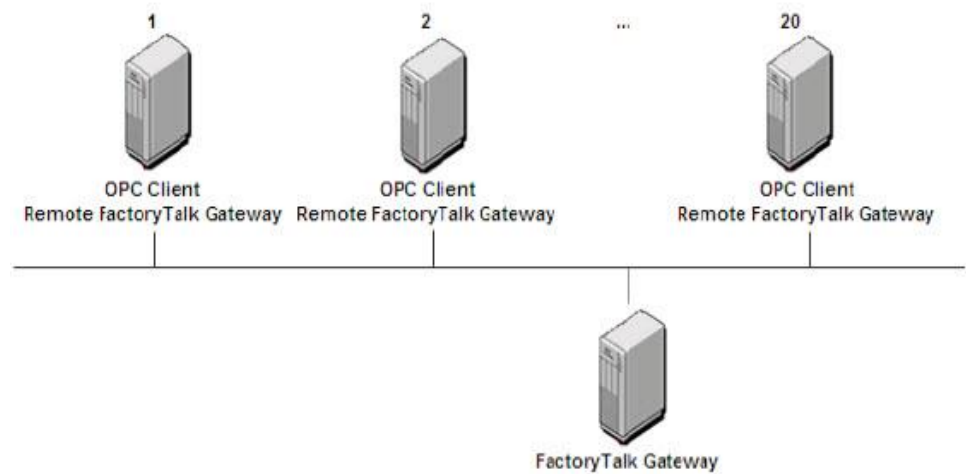 1 2 ... 20
OPC Client OPC Client OPC Client
Remote FactoryTalk Gateway Remote FactoryTalk Gateway Remote FactoryTalk Gateway
FactoryTalk Gateway